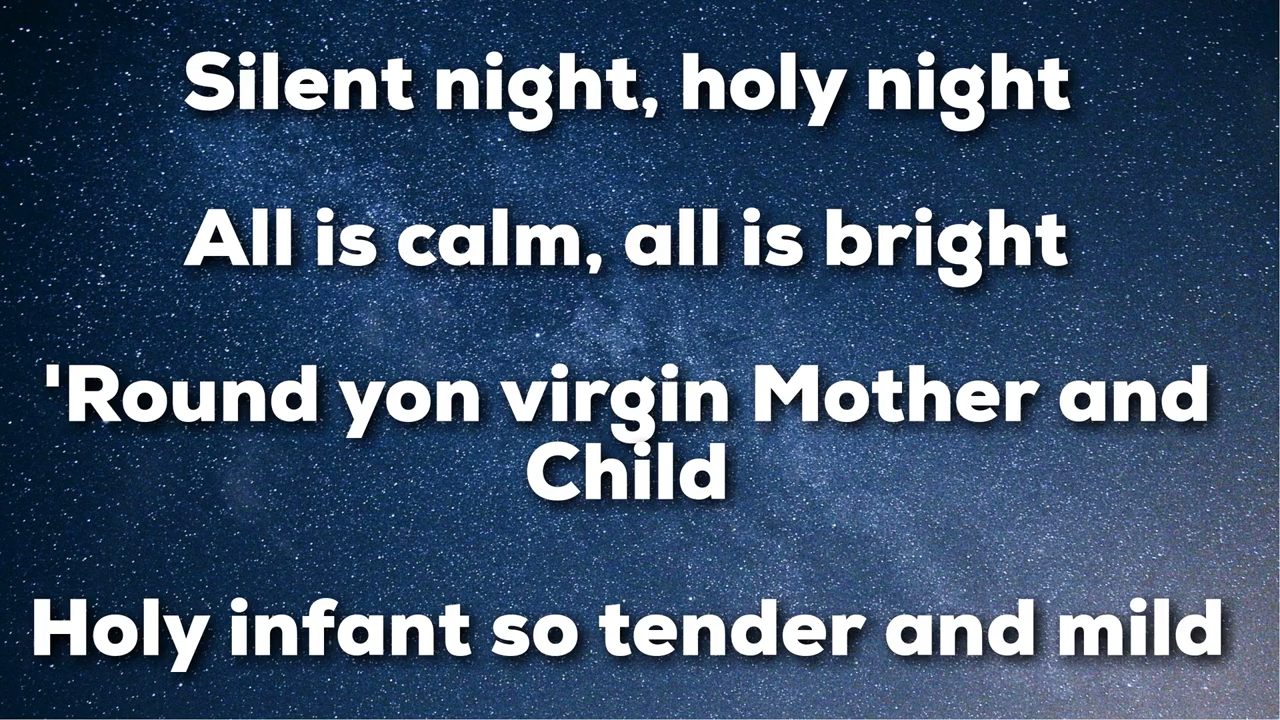 Silent night, holy night
All is calm, all is bright
'Round yon virgin Mother and
Child
Holy infant so tender and mild